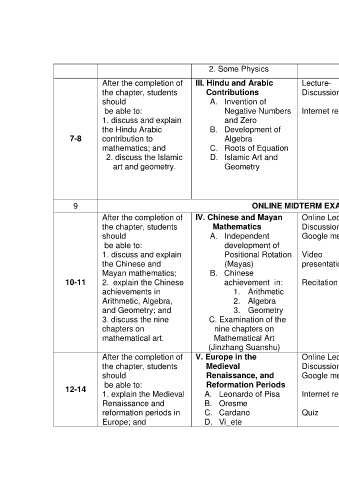 2. Some Physics
7-8
After the completion of
the chapter, students
should
be able to:
1. discuss and explain
the Hindu Arabic
contribution to
mathematics; and
2. discuss the Islamic
art and geometry.
III. Hindu and Arabic
Contributions
A. Invention of
Negative Numbers
and Zero
B. Development of
Algebra
C. Roots of Equation
D. Islamic Art and
Geometry
Lecture-
Discussion
Internet re
9
ONLINE MIDTERM EXA
10-11
After the completion of
the chapter, students
should
be able to:
1. discuss and explain
the Chinese and
Mayan mathematics;
2. explain the Chinese
achievements in
Arithmetic, Algebra,
and Geometry; and
3. discuss the nine
chapters on
mathematical art.
IV. Chinese and Mayan
Mathematics
A. Independent
development of
Positional Rotation
(Mayas)
B. Chinese
achievement in:
1. Arithmetic
2. Algebra
3. Geometry
C. Examination of the
nine chapters on
Mathematical Art
(Jinzhang Suanshu)
Online Lec
Discussion
Google me
Video
presentatio
Recitation
12-14
After the completion of
the chapter, students
should
be able to:
1. explain the Medieval
Renaissance and
reformation periods in
Europe; and
V. Europe in the
Medieval
Renaissance, and
Reformation Periods
A. Leonardo of Pisa
B. Oresme
C. Cardano
D. Vi_ete
Online Lec
Discussion
Google me
Internet re
Quiz